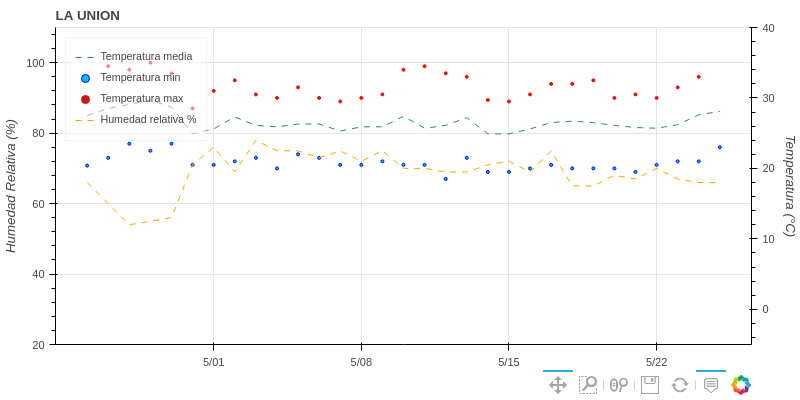 LA UNION
Temperatura media
Temperatura min
Temperatura max
Humedad relativa %
Humedad Relativa (%)
100
80
60
40
20
Temperatura (°C)
40
30
20
10
0
5/01
5/08
5/15
5/22